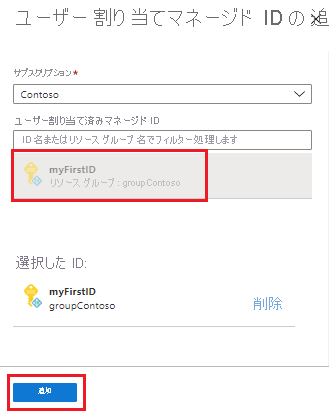 ユーザー割り当てマネージド ID の追
サブスクリプション*
Contoso
ユーザー割り当て済みマネージド ID
ID 名またはリソース グループ 名でフィルター処理します
myFirstID
リソース グループ : groupContoso
選択した ID:
myFirstID
groupContoso
削除
追加